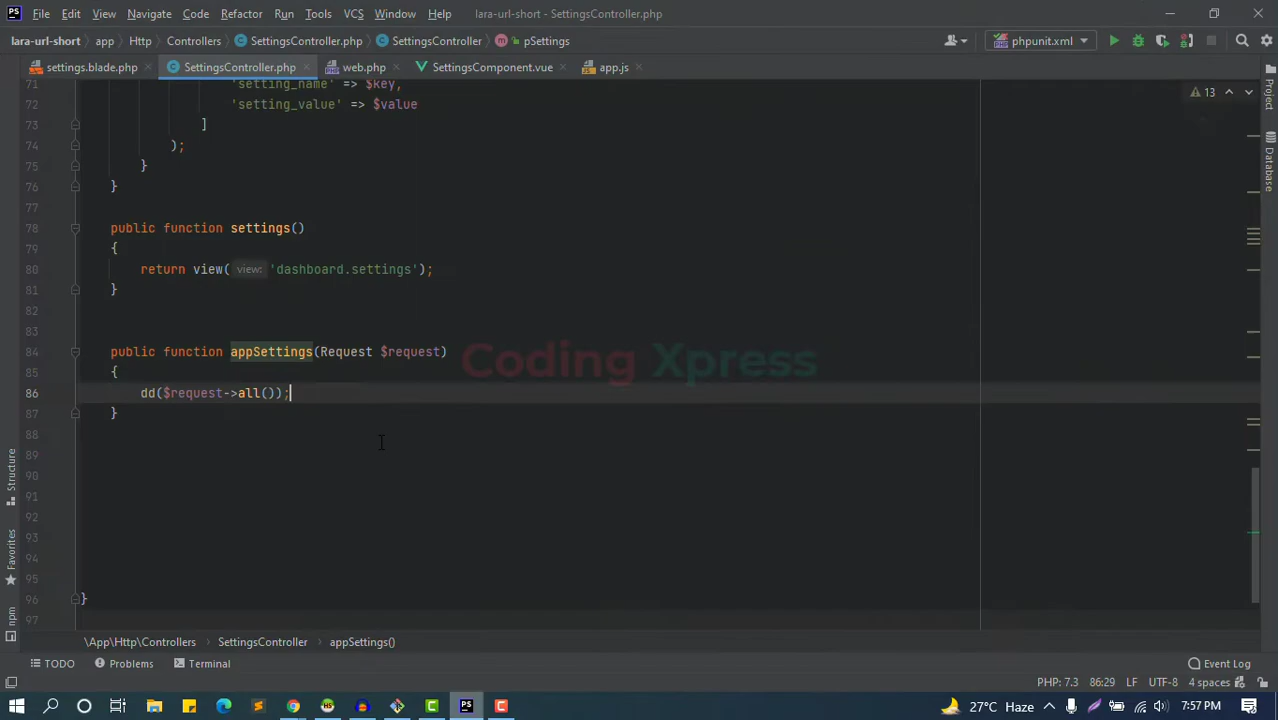 File Edit View Navigate Code Refactor Run Tools VCS Window Help lara-url-short - SettingsController.php
lara-url-short app Http Controllers SettingsController.php SettingsController pSettings phpunit.xml
settings.blade.php SettingsController.php web.php SettingsComponent.vue app.js
71 'setting_name' => $key,
72 'setting_value' => $value
73 ]
74 );
75 }
76 }
77
78 public function settings()
79 {
80 return view( view: 'dashboard.settings');
81 }
82
83
84 public function appSettings(Request $request)
85 {
86 dd($request->all());
87 }
88
89
90
91
92
93
94
95
96 }
97
13
Project
Database
Structure
Favorites
npm
Coding Xpress
\App\Http\Controllers SettingsController appSettings()
TODO Problems Terminal Event Log
PHP: 7.3 86:29 LF UTF-8 4 spaces
27°C Haze 7:57 PM